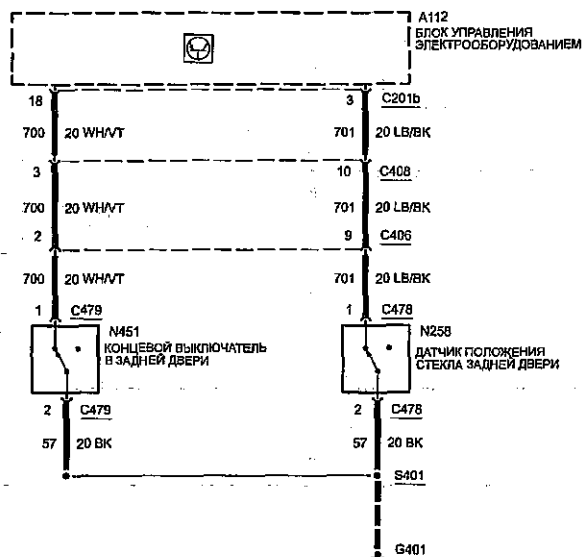 A112
БЛОК УПРАВЛЕНИЯ
ЭЛЕКТРООБОРУДОВАНИЕМ
18 3 C201b
700 20 WH/VT 701 20 LB/BK
3 10 C408
700 20 WH/VT 701 20 LB/BK
2 9 C406
700 20 WH/VT 701 20 LB/BK
1 C479 1 C478
N451 N258
КОНЦЕВОЙ ВЫКЛЮЧАТЕЛЬ ДАТЧИК ПОЛОЖЕНИЯ
В ЗАДНЕЙ ДВЕРИ СТЕКЛА ЗАДНЕЙ ДВЕРИ
2 C479 2 C478
57 20 BK 57 20 BK
S401
G401